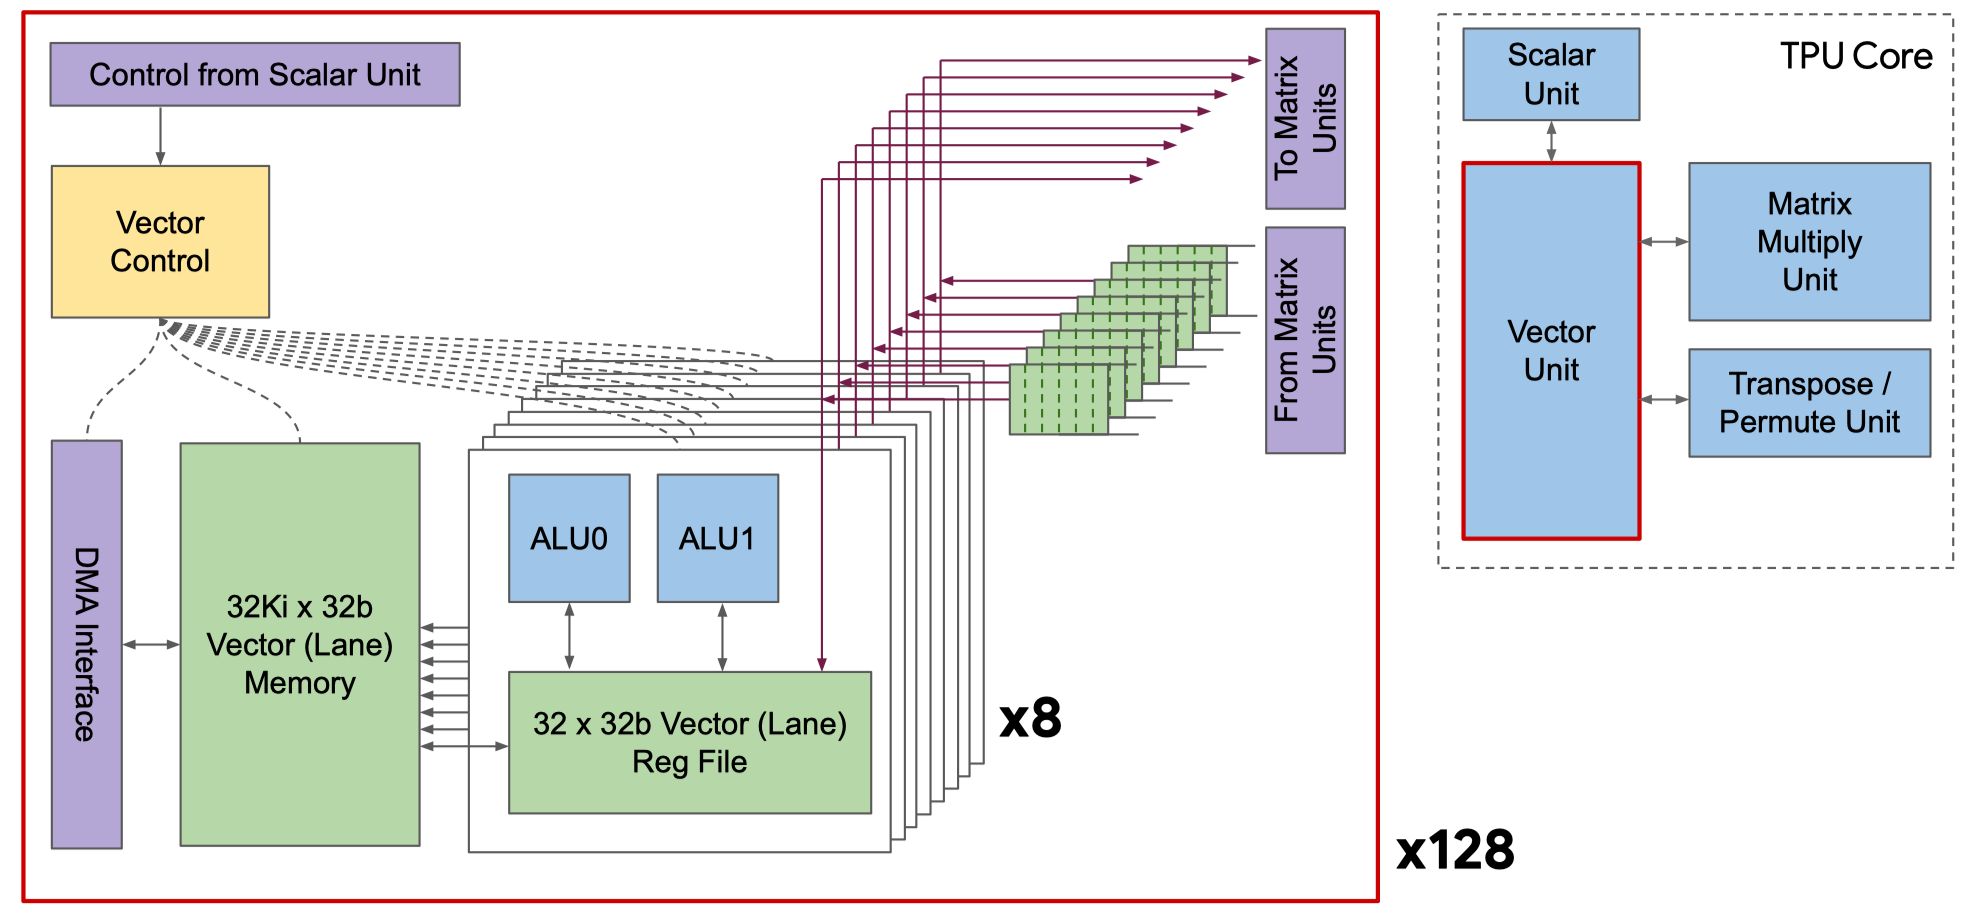 Control from Scalar Unit
Vector
Control
DMA Interface
32Ki x 32b
Vector (Lane)
Memory
ALU0
ALU1
32 x 32b Vector (Lane)
Reg File
x8
To Matrix
Units
From Matrix
Units
x128
TPU Core
Scalar
Unit
Vector
Unit
Matrix
Multiply
Unit
Transpose /
Permute Unit